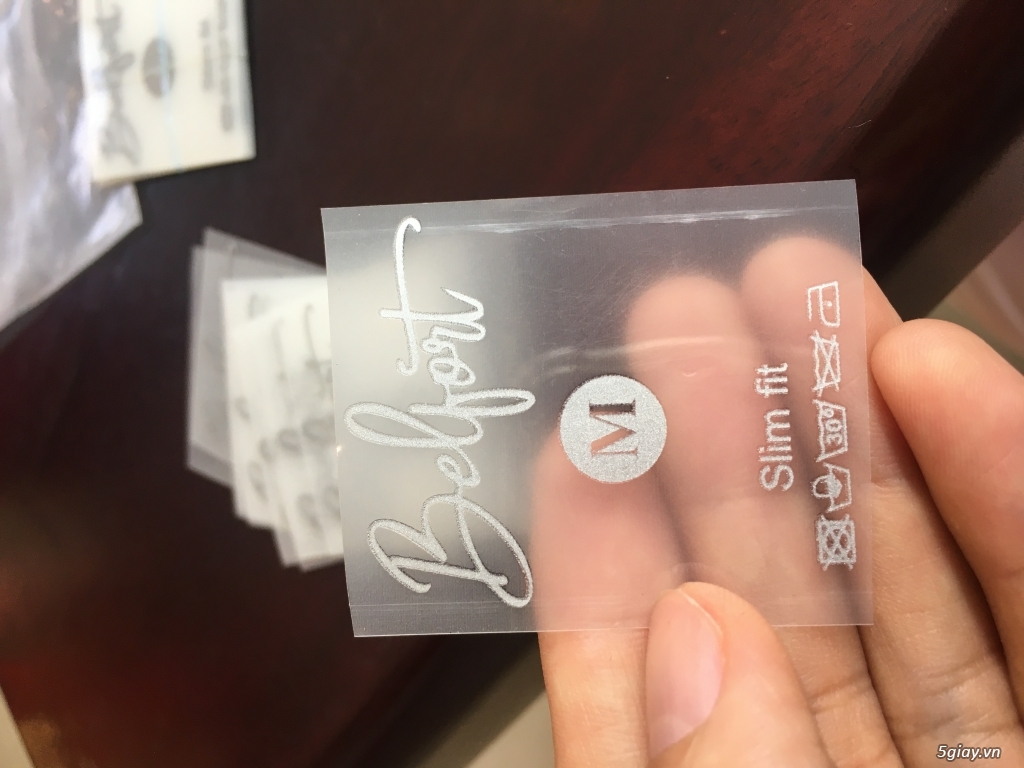 Belfort
M
Slim fit
30
5giay.vn